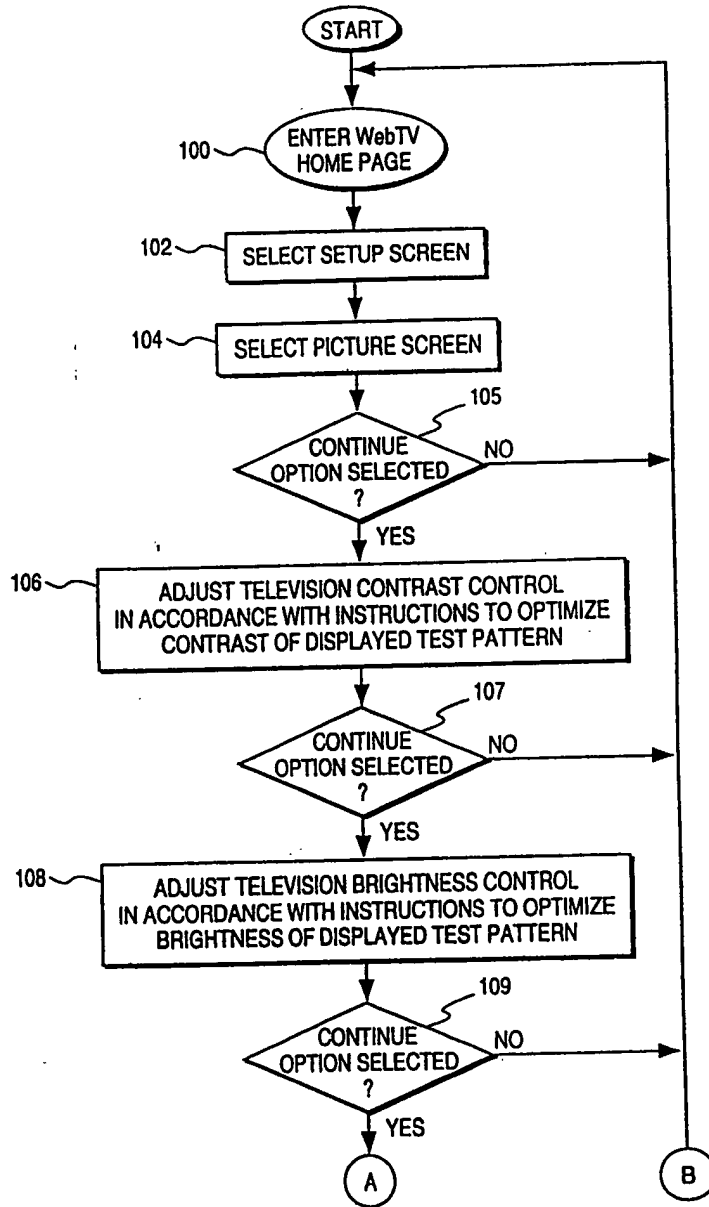 START
100
ENTER WebTV
HOME PAGE
102
SELECT SETUP SCREEN
104
SELECT PICTURE SCREEN
105
CONTINUE
OPTION SELECTED
?
NO
YES
106
ADJUST TELEVISION CONTRAST CONTROL
IN ACCORDANCE WITH INSTRUCTIONS TO OPTIMIZE
CONTRAST OF DISPLAYED TEST PATTERN
107
CONTINUE
OPTION SELECTED
?
NO
YES
108
ADJUST TELEVISION BRIGHTNESS CONTROL
IN ACCORDANCE WITH INSTRUCTIONS TO OPTIMIZE
BRIGHTNESS OF DISPLAYED TEST PATTERN
109
CONTINUE
OPTION SELECTED
?
NO
YES
A
B